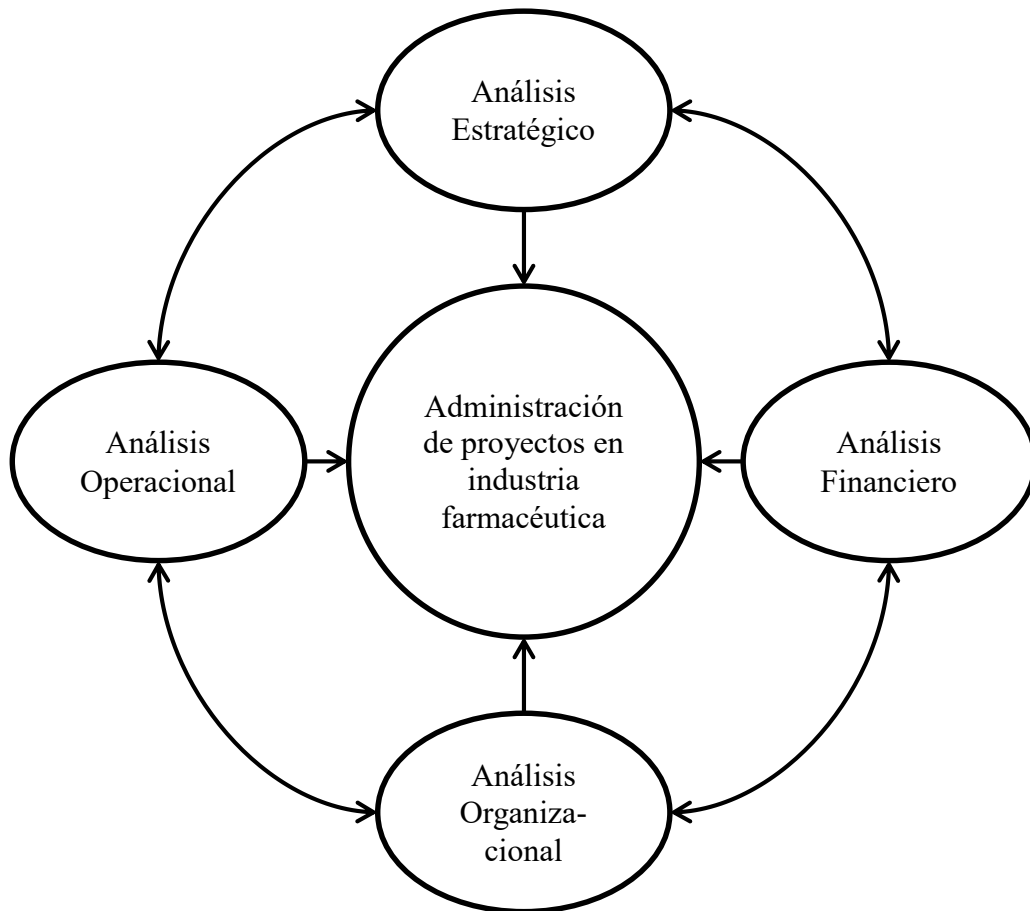 Análisis
Estratégico
Análisis
Operacional
Administración
de proyectos en
industria
farmacéutica
Análisis
Financiero
Análisis
Organiza-
cional